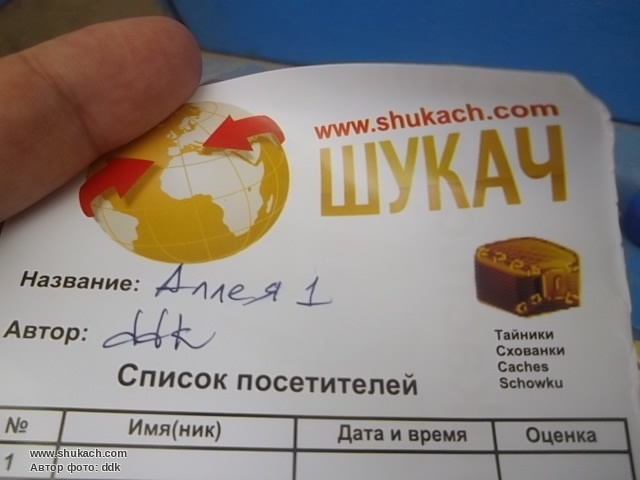 www.shukach.com
ШУКАЧ
Название: Аллея 1
Автор: ddk
Тайники
Схованки
Caches
Schowku
Список посетителей
№ Имя(ник) Дата и время Оценка
1
www.shukach.com
Автор фото: ddk